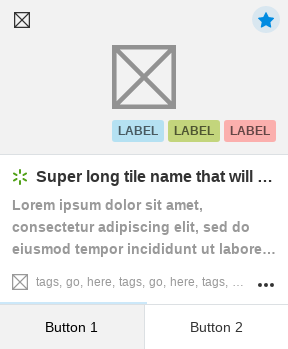 LABEL LABEL LABEL
Super long tile name that will …
Lorem ipsum dolor sit amet,
consectetur adipiscing elit, sed do
eiusmod tempor incididunt ut labore…
tags, go, here, tags, go, here, tags, …
Button 1 Button 2